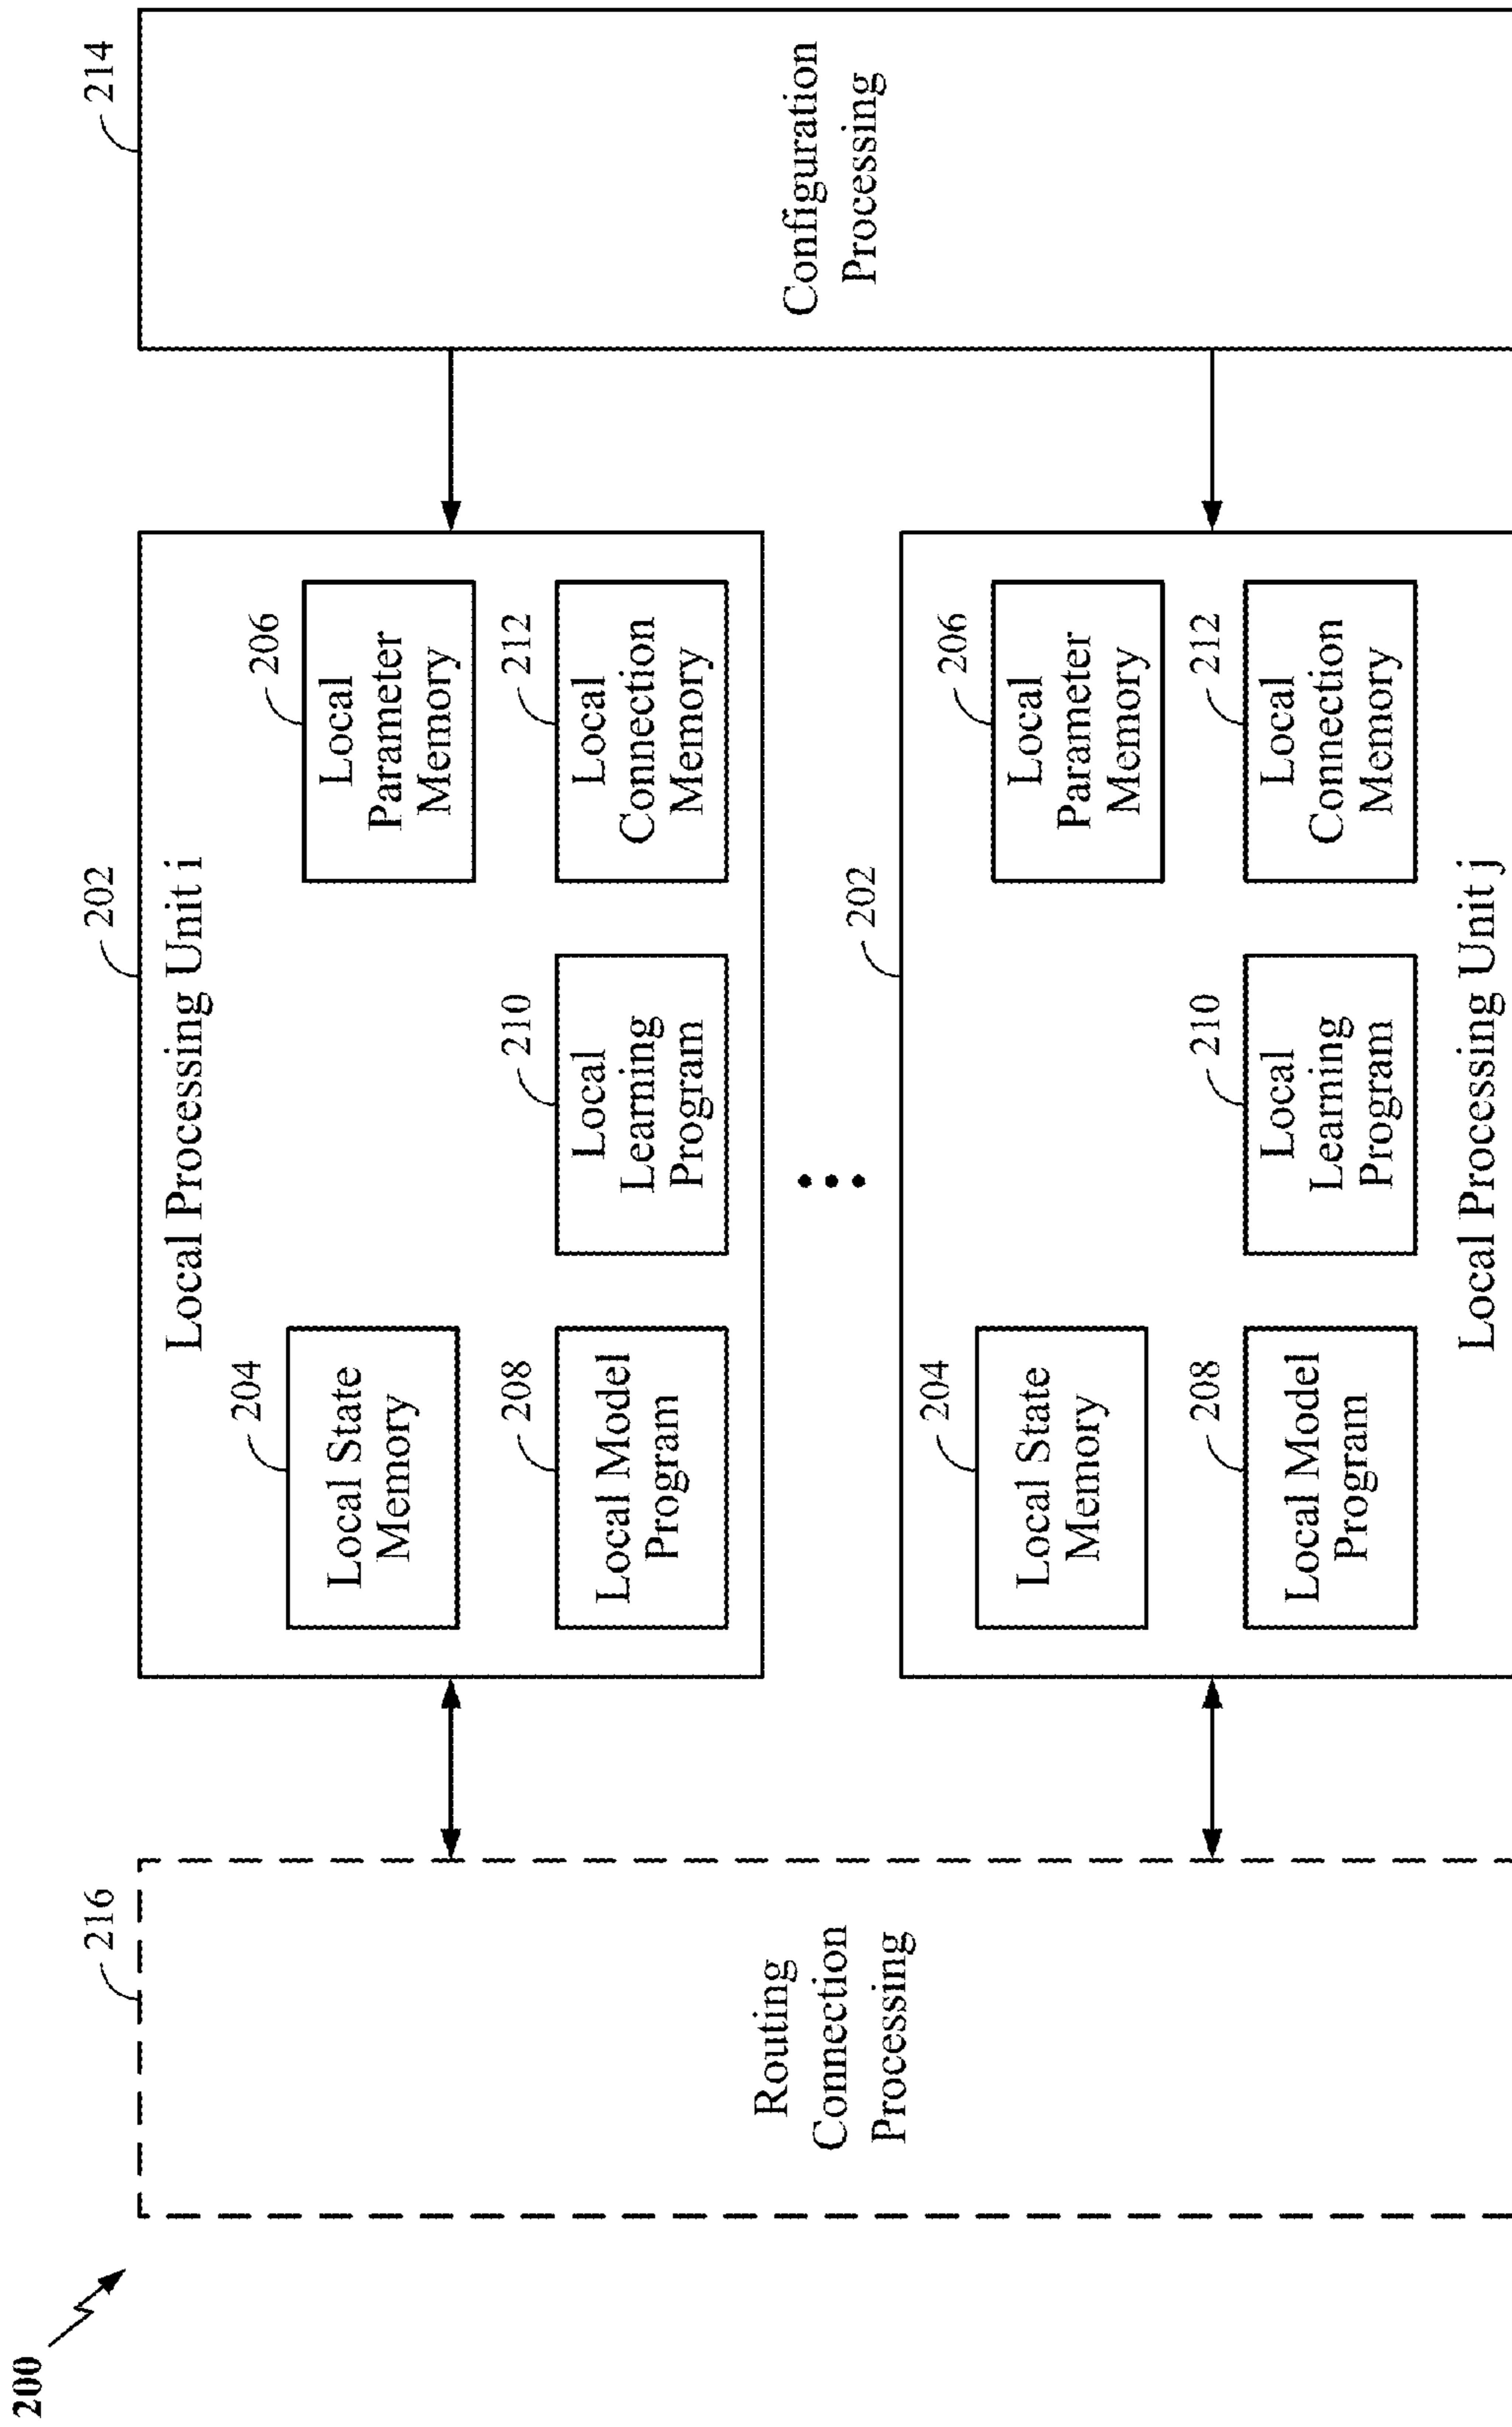 200
216
Routing
Connection
Processing
202
Local Processing Unit i
204
Local State
Memory
206
Local
Parameter
Memory
208
Local Model
Program
210
Local
Learning
Program
212
Local
Connection
Memory
202
204
Local State
Memory
206
Local
Parameter
Memory
208
Local Model
Program
210
Local
Learning
Program
212
Local
Connection
Memory
Local Processing Unit j
214
Configuration
Processing